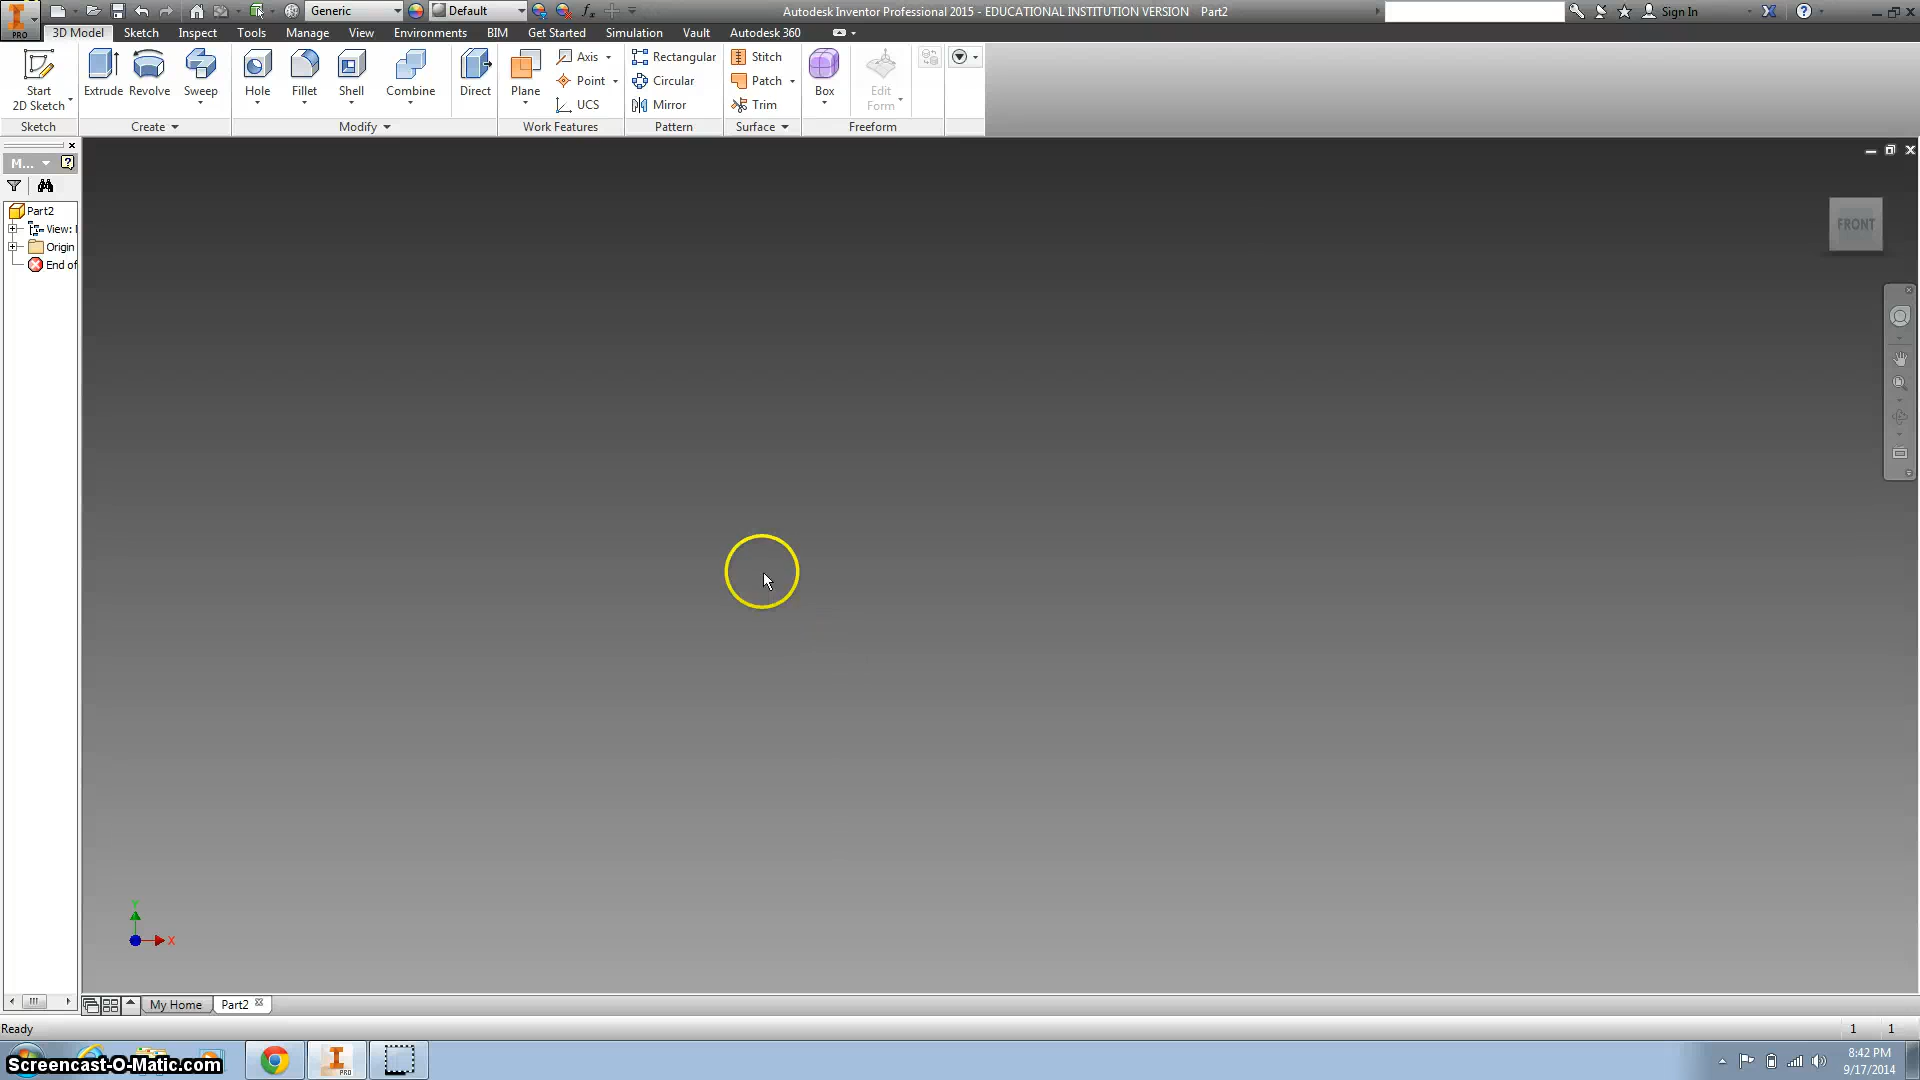 Generic
Default
Autodesk Inventor Professional 2015 - EDUCATIONAL INSTITUTION VERSION Part2
Sign In
PRO
3D Model
Sketch
Inspect
Tools
Manage
View
Environments
BIM
Get Started
Simulation
Vault
Autodesk 360
Start
2D Sketch
Extrude
Revolve
Sweep
Hole
Fillet
Shell
Combine
Direct
Plane
Axis
Point
UCS
Rectangular
Circular
Mirror
Stitch
Patch
Trim
Box
Edit
Form
Sketch
Create
Modify
Work Features
Pattern
Surface
Freeform
M...
Part2
View:
Origin
End of
FRONT
Y
X
My Home
Part2
Ready
1 1
Screencast-O-Matic.com
PRO
8:42 PM
9/17/2014